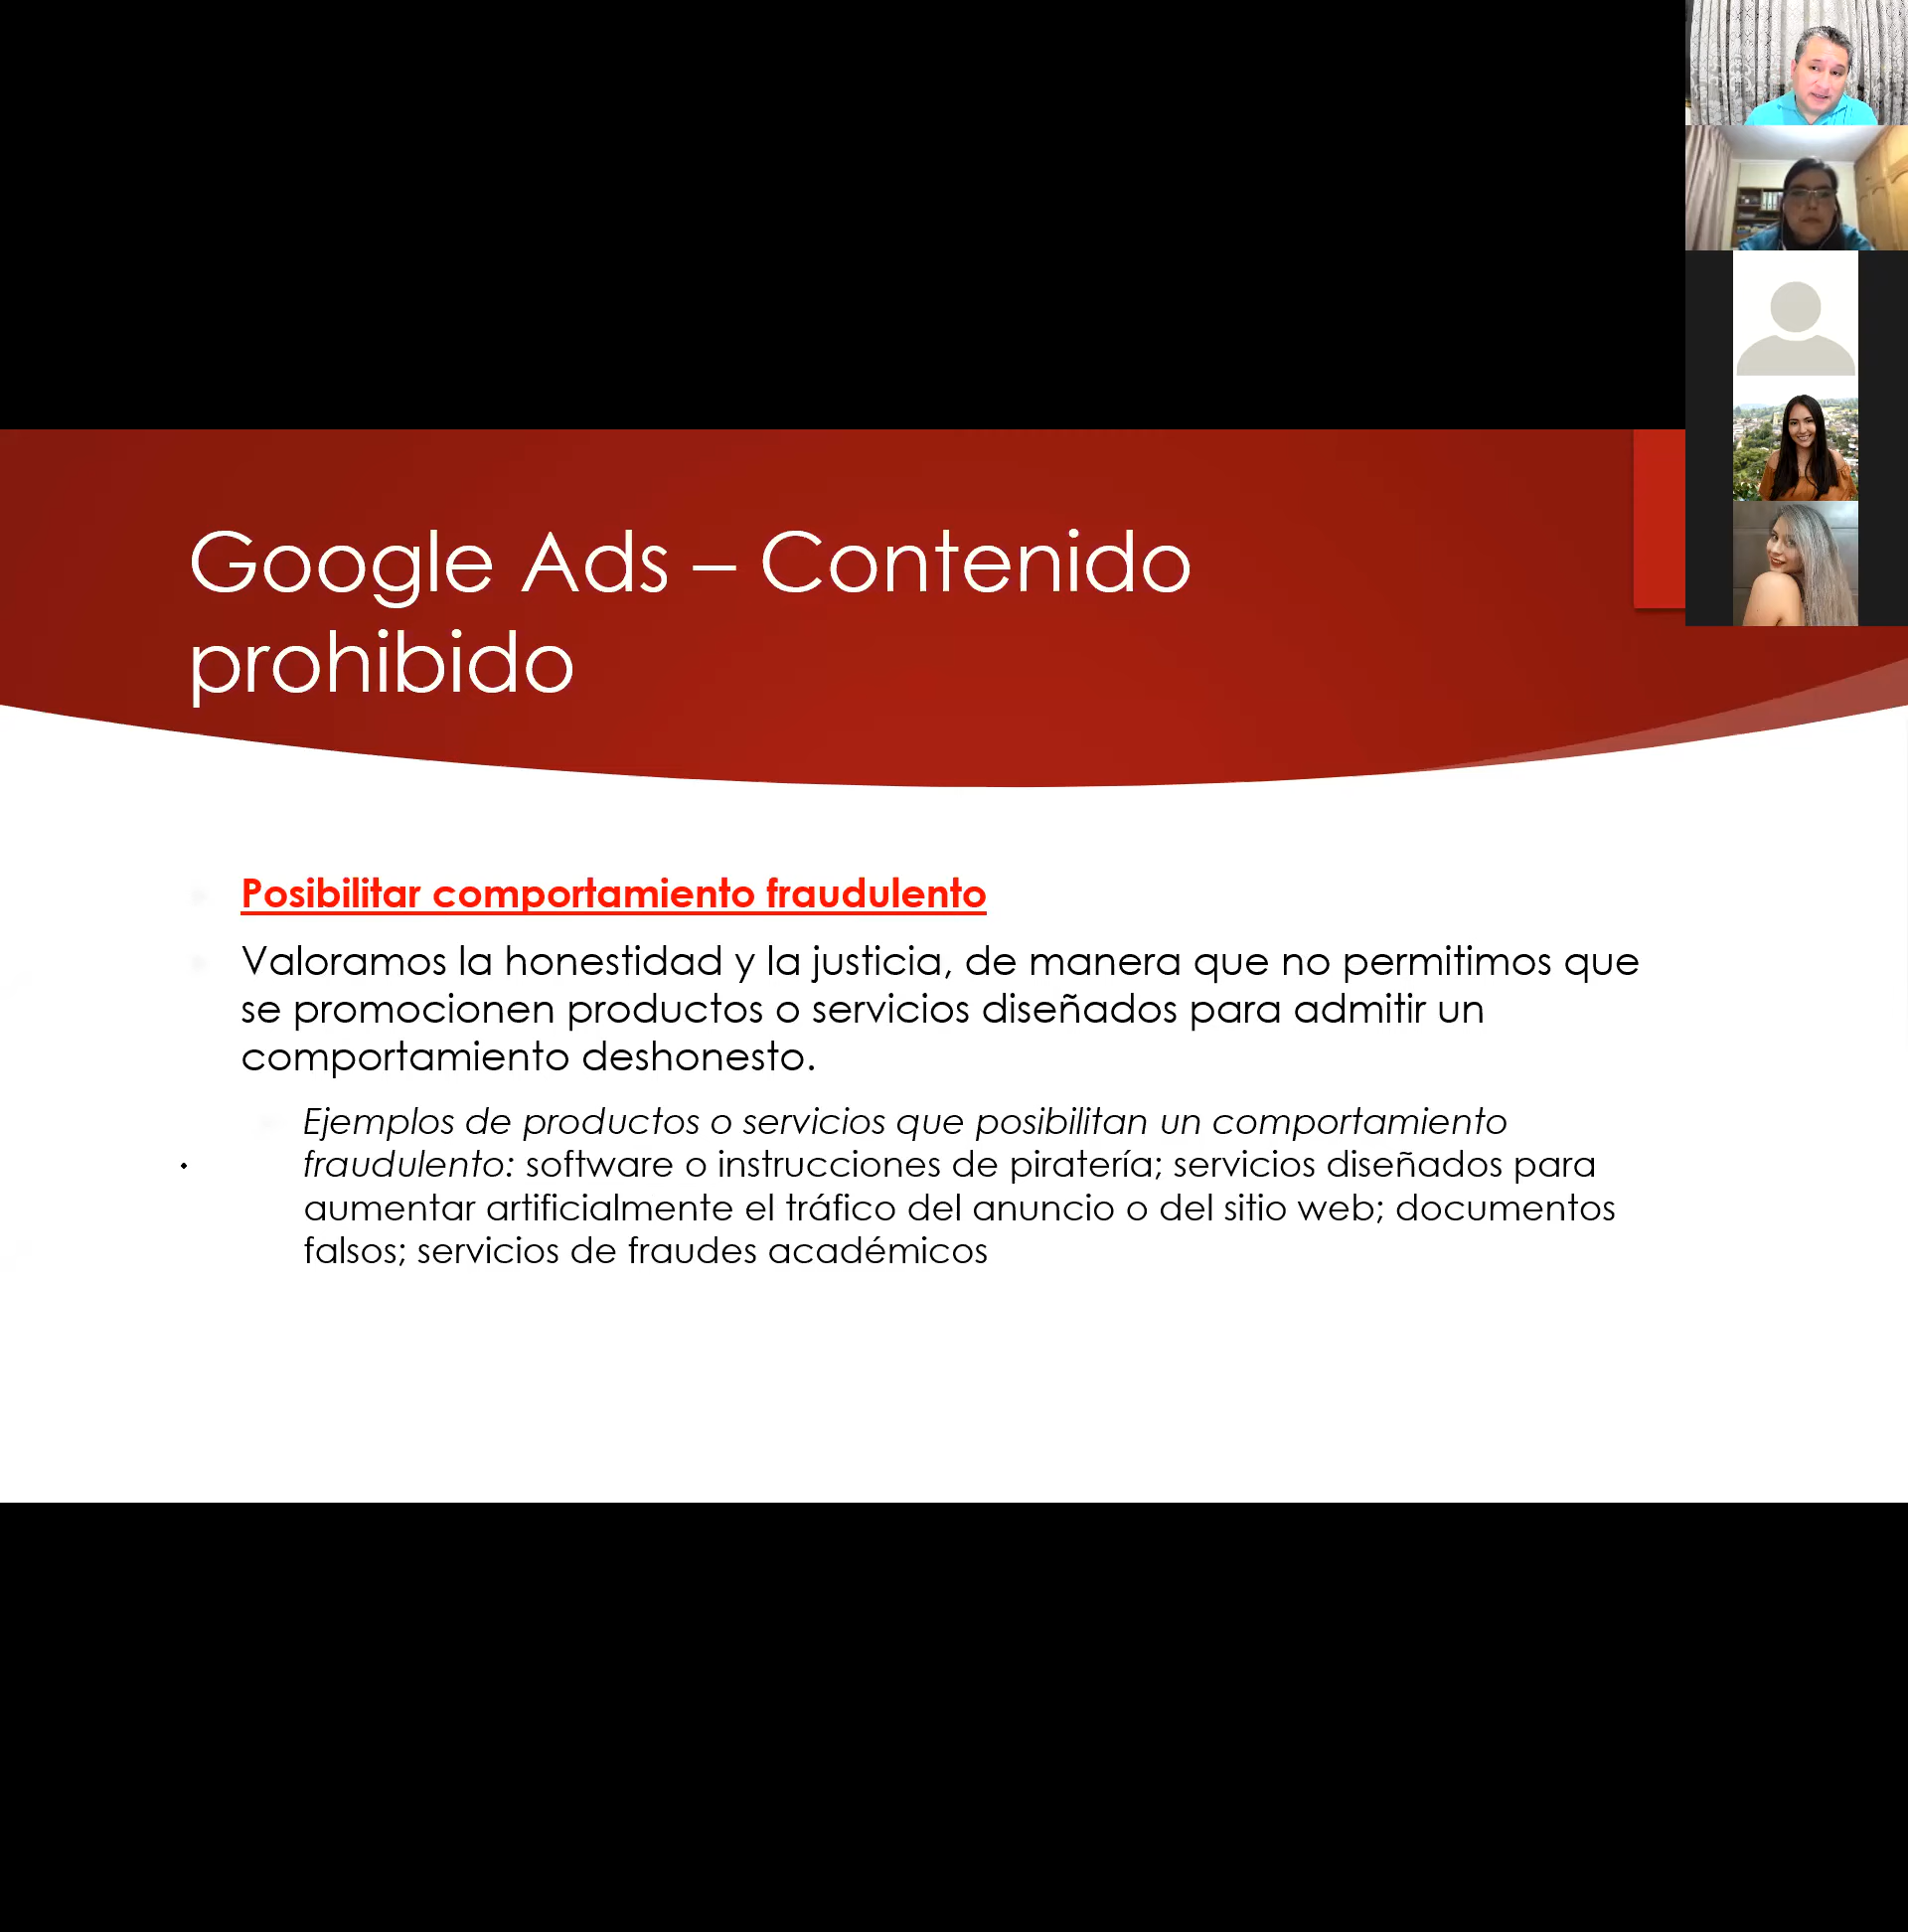 Google Ads – Contenido
prohibido
Posibilitar comportamiento fraudulento
Valoramos la honestidad y la justicia, de manera que no permitimos que
se promocionen productos o servicios diseñados para admitir un
comportamiento deshonesto.
Ejemplos de productos o servicios que posibilitan un comportamiento
fraudulento: software o instrucciones de piratería; servicios diseñados para
aumentar artificialmente el tráfico del anuncio o del sitio web; documentos
falsos; servicios de fraudes académicos